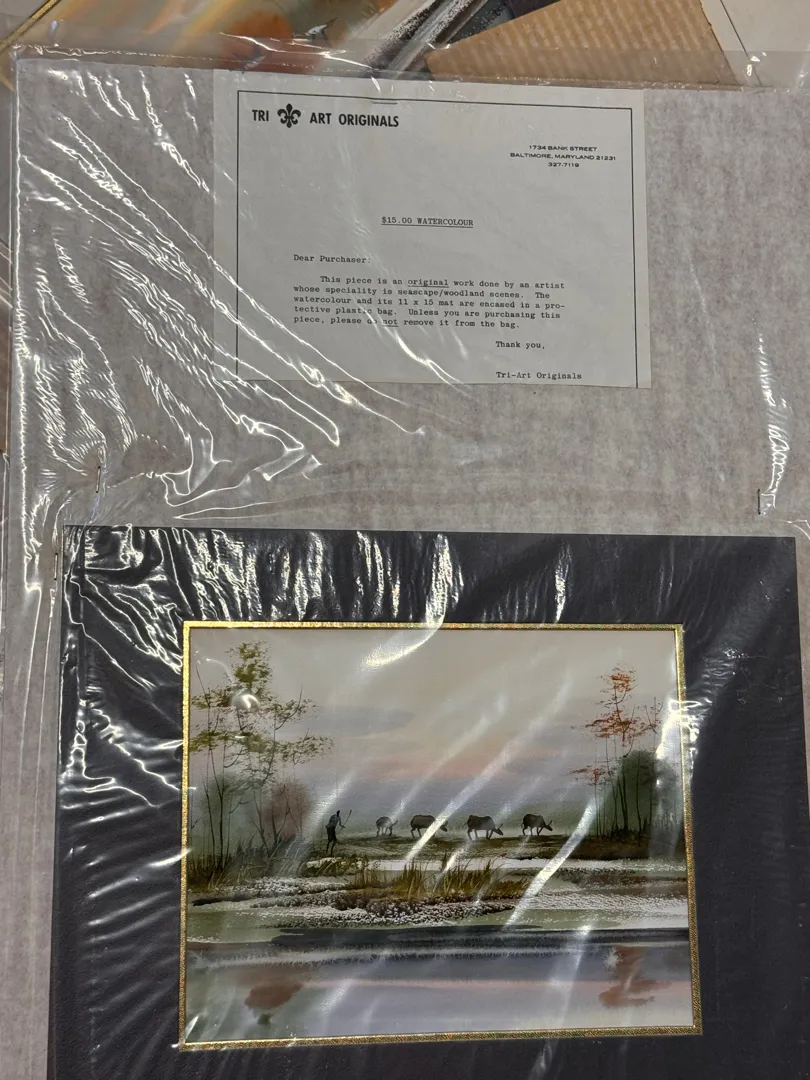 TRI ART ORIGINALS
1734 BANK STREET
BALTIMORE, MARYLAND 21231
327-7119
$15.00 WATERCOLOUR
Dear Purchaser:
This piece is an original work done by an artist
whose speciality is seascape/woodland scenes. The
watercolour and its 11 x 15 mat are encased in a pro-
tective plastic bag. Unless you are purchasing this
piece, please do not remove it from the bag.
Thank you,
Tri-Art Originals